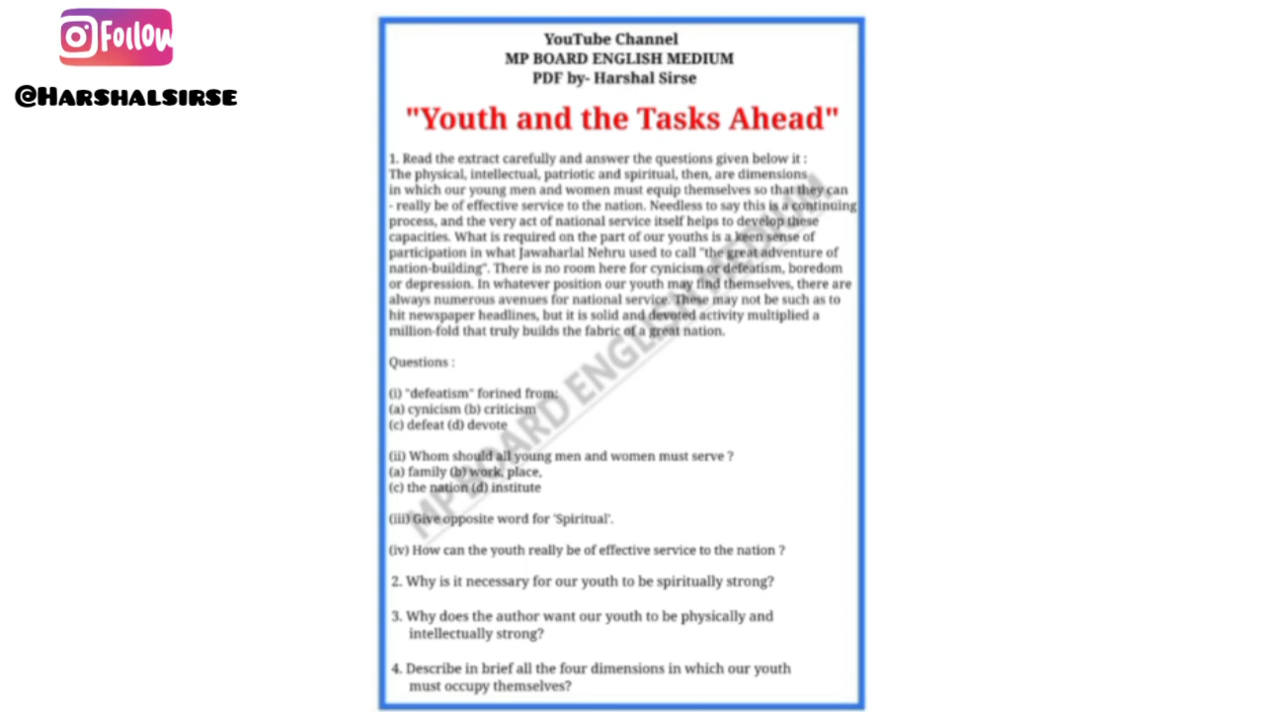 Follow
@HARSHALSIRSE
YouTube Channel
MP BOARD ENGLISH MEDIUM
PDF by- Harshal Sirse
"Youth and the Tasks Ahead"
1. Read the extract carefully and answer the questions given below it :
The physical, intellectual, patriotic and spiritual, then, are dimensions
in which our young men and women must equip themselves so that they can
- really be of effective service to the nation. Needless to say this is a continuing
process, and the very act of national service itself helps to develop these
capacities. What is required on the part of our youths is a keen sense of
participation in what Jawaharlal Nehru used to call "the great adventure of
nation-building". There is no room here for cynicism or defeatism, boredom
or depression. In whatever position our youth may find themselves, there are
always numerous avenues for national service. These may not be such as to
hit newspaper headlines, but it is solid and devoted activity multiplied a
million-fold that truly builds the fabric of a great nation.
Questions :
(i) "defeatism" forined from:
(a) cynicism (b) criticism
(c) defeat (d) devote
(ii) Whom should all young men and women must serve ?
(a) family (b) work, place,
(c) the nation (d) institute
(iii) Give opposite word for 'Spiritual'.
(iv) How can the youth really be of effective service to the nation ?
2. Why is it necessary for our youth to be spiritually strong?
3. Why does the author want our youth to be physically and
intellectually strong?
4. Describe in brief all the four dimensions in which our youth
must occupy themselves?
MP BOARD ENGLISH MEDIUM